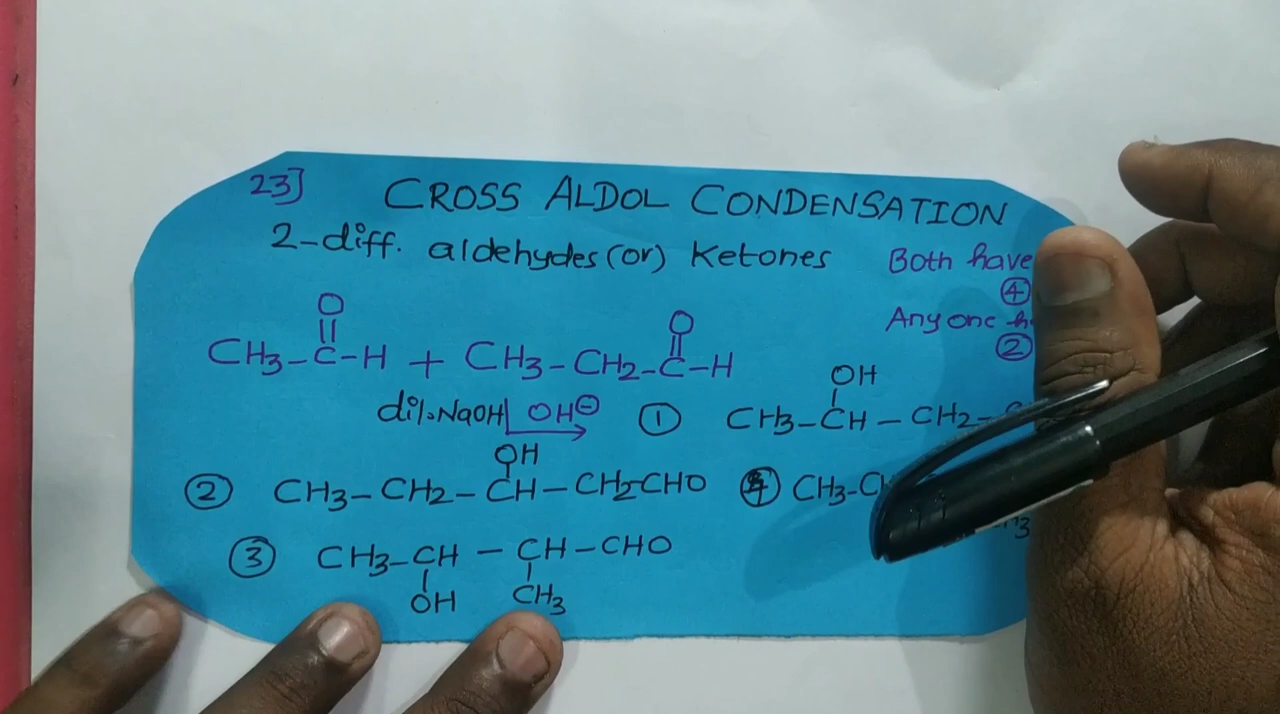 23] CROSS ALDOL CONDENSATION
2-diff. aldehydes (or) Ketones
Both have
④
Any one
②
O
||
CH3-C-H + CH3-CH2-C-H
O
||
dil.NaOH OH⊖
① CH3-CH-CH2-
OH
|
② CH3-CH2-CH-CH2-CHO
OH
|
④ CH3-
③ CH3-CH-CH-CHO
| |
OH CH3